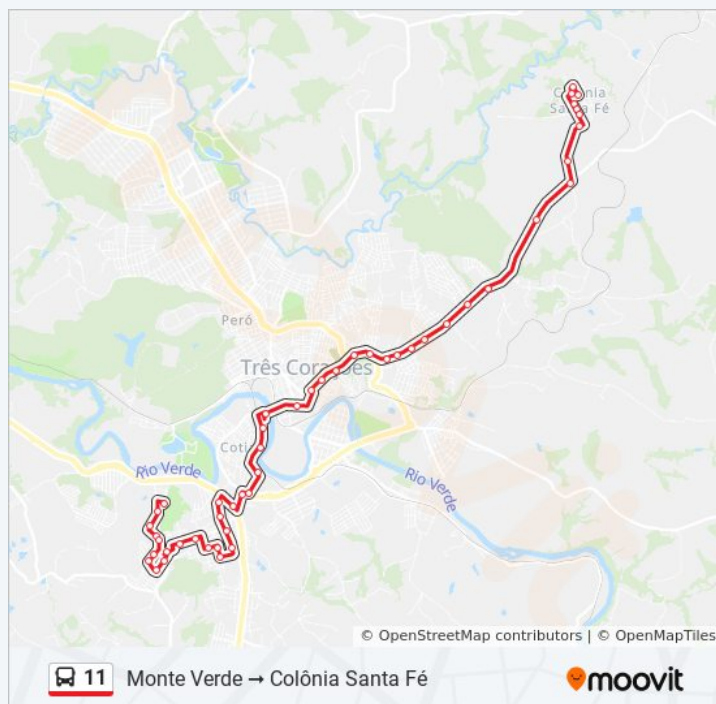 Colônia
Santa Fé
Peró
Três Corações
Rio Verde
Rio Verde
© OpenStreetMap contributors | © OpenMapTiles
11 Monte Verde → Colônia Santa Fé
moovit